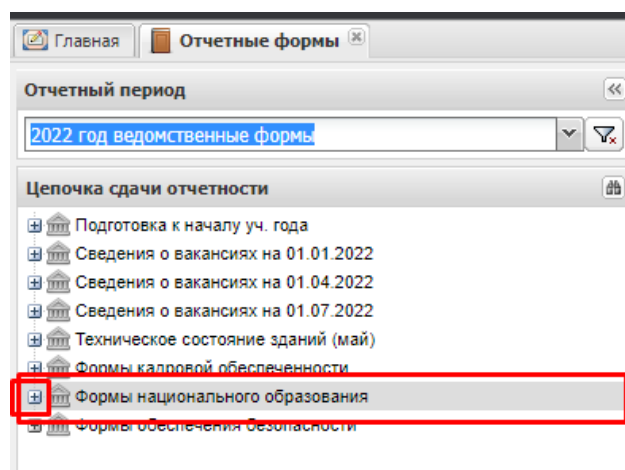 Главная
Отчетные формы
Отчетный период
2022 год ведомственные формы
Цепочка сдачи отчетности
Подготовка к началу уч. года
Сведения о вакансиях на 01.01.2022
Сведения о вакансиях на 01.04.2022
Сведения о вакансиях на 01.07.2022
Техническое состояние зданий (май)
Формы кадровой обеспеченности
Формы национального образования
Формы обеспечения безопасности